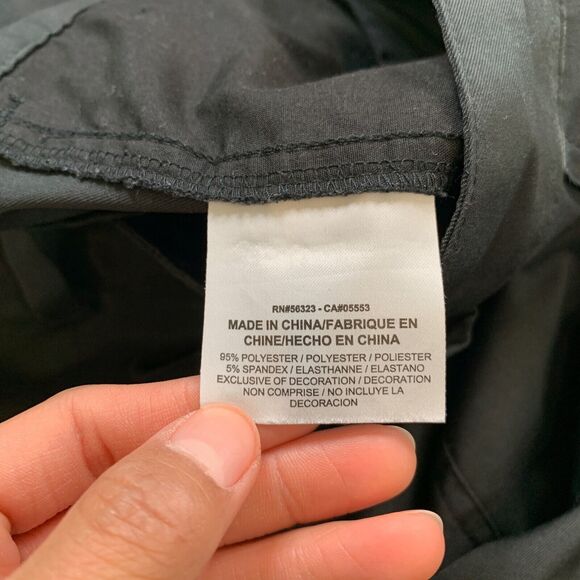 RN#56323 - CA#05553
MADE IN CHINA/FABRIQUE EN
CHINE/HECHO EN CHINA
95% POLYESTER / POLYESTER / POLIESTER
5% SPANDEX / ELASTHANNE / ELASTANO
EXCLUSIVE OF DECORATION / DECORATION
NON COMPRISE / NO INCLUYE LA
DECORACION